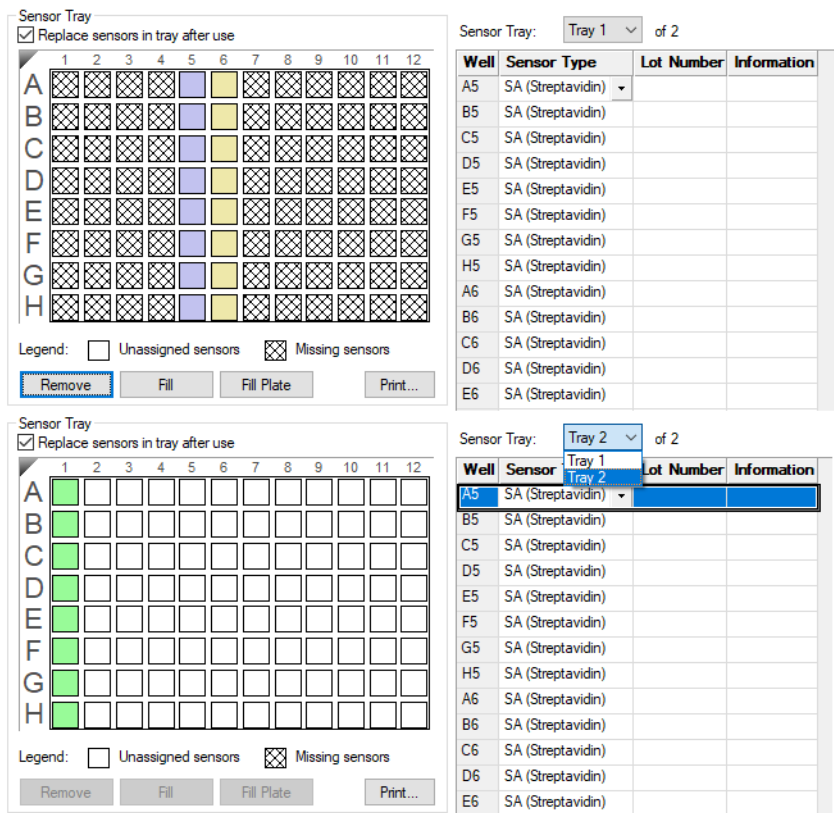 Sensor Tray
Replace sensors in tray after use
1 2 3 4 5 6 7 8 9 10 11 12
A
B
C
D
E
F
G
H
Legend: Unassigned sensors Missing sensors
Remove Fill Fill Plate Print...
Sensor Tray: Tray 1 of 2
Well Sensor Type Lot Number Information
A5 SA (Streptavidin)
B5 SA (Streptavidin)
C5 SA (Streptavidin)
D5 SA (Streptavidin)
E5 SA (Streptavidin)
F5 SA (Streptavidin)
G5 SA (Streptavidin)
H5 SA (Streptavidin)
A6 SA (Streptavidin)
B6 SA (Streptavidin)
C6 SA (Streptavidin)
D6 SA (Streptavidin)
E6 SA (Streptavidin)
Sensor Tray
Replace sensors in tray after use
1 2 3 4 5 6 7 8 9 10 11 12
A
B
C
D
E
F
G
H
Legend: Unassigned sensors Missing sensors
Remove Fill Fill Plate Print...
Sensor Tray: Tray 2 of 2
Tray 1
Tray 2
Well Sensor Lot Number Information
A5 SA (Streptavidin)
B5 SA (Streptavidin)
C5 SA (Streptavidin)
D5 SA (Streptavidin)
E5 SA (Streptavidin)
F5 SA (Streptavidin)
G5 SA (Streptavidin)
H5 SA (Streptavidin)
A6 SA (Streptavidin)
B6 SA (Streptavidin)
C6 SA (Streptavidin)
D6 SA (Streptavidin)
E6 SA (Streptavidin)